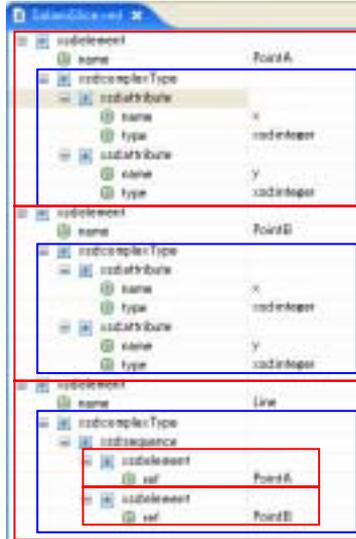 SalamiSlice.xsd
xsd:element
name PointA
xsd:complexType
xsd:attribute
name x
type xsd:integer
xsd:attribute
name y
type xsd:integer
xsd:element
name PointB
xsd:complexType
xsd:attribute
name x
type xsd:integer
xsd:attribute
name y
type xsd:integer
xsd:element
name Line
xsd:complexType
xsd:sequence
xsd:element
ref PointA
xsd:element
ref PointB